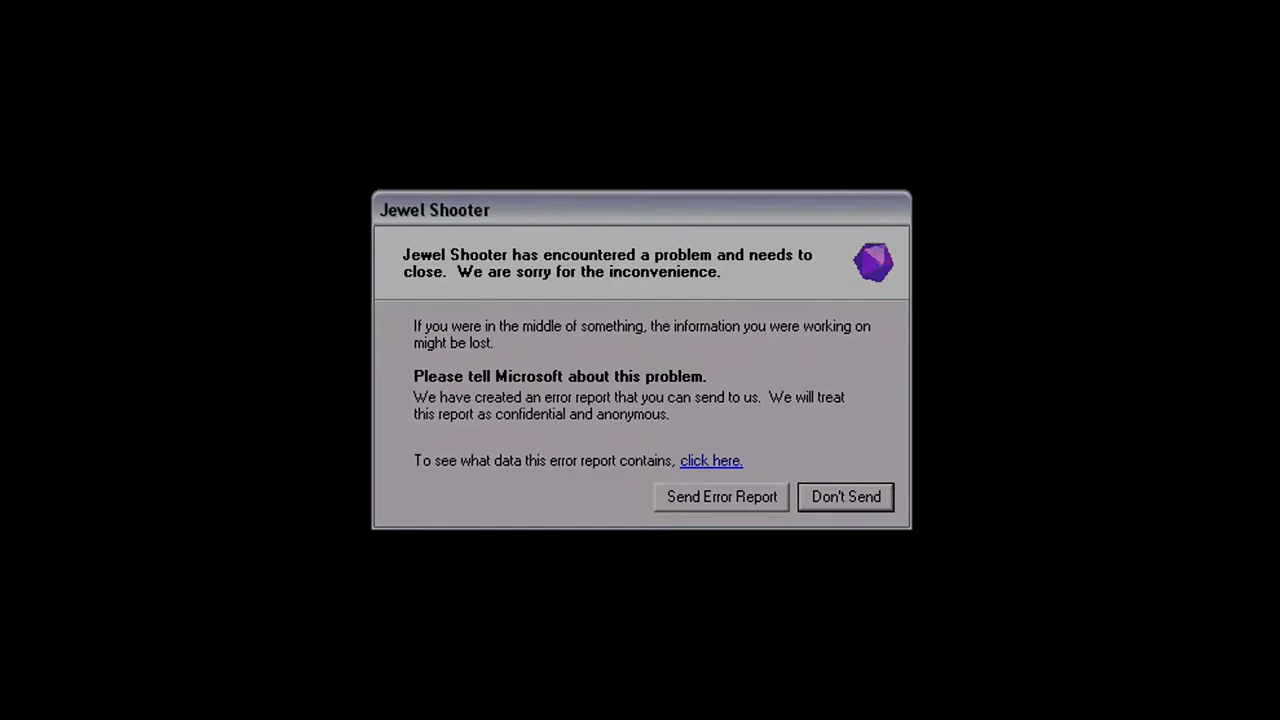 Jewel Shooter
Jewel Shooter has encountered a problem and needs to
close.  We are sorry for the inconvenience.
If you were in the middle of something, the information you were working on
might be lost.
Please tell Microsoft about this problem.
We have created an error report that you can send to us.  We will treat
this report as confidential and anonymous.
To see what data this error report contains, click here.
Send Error Report
Don't Send